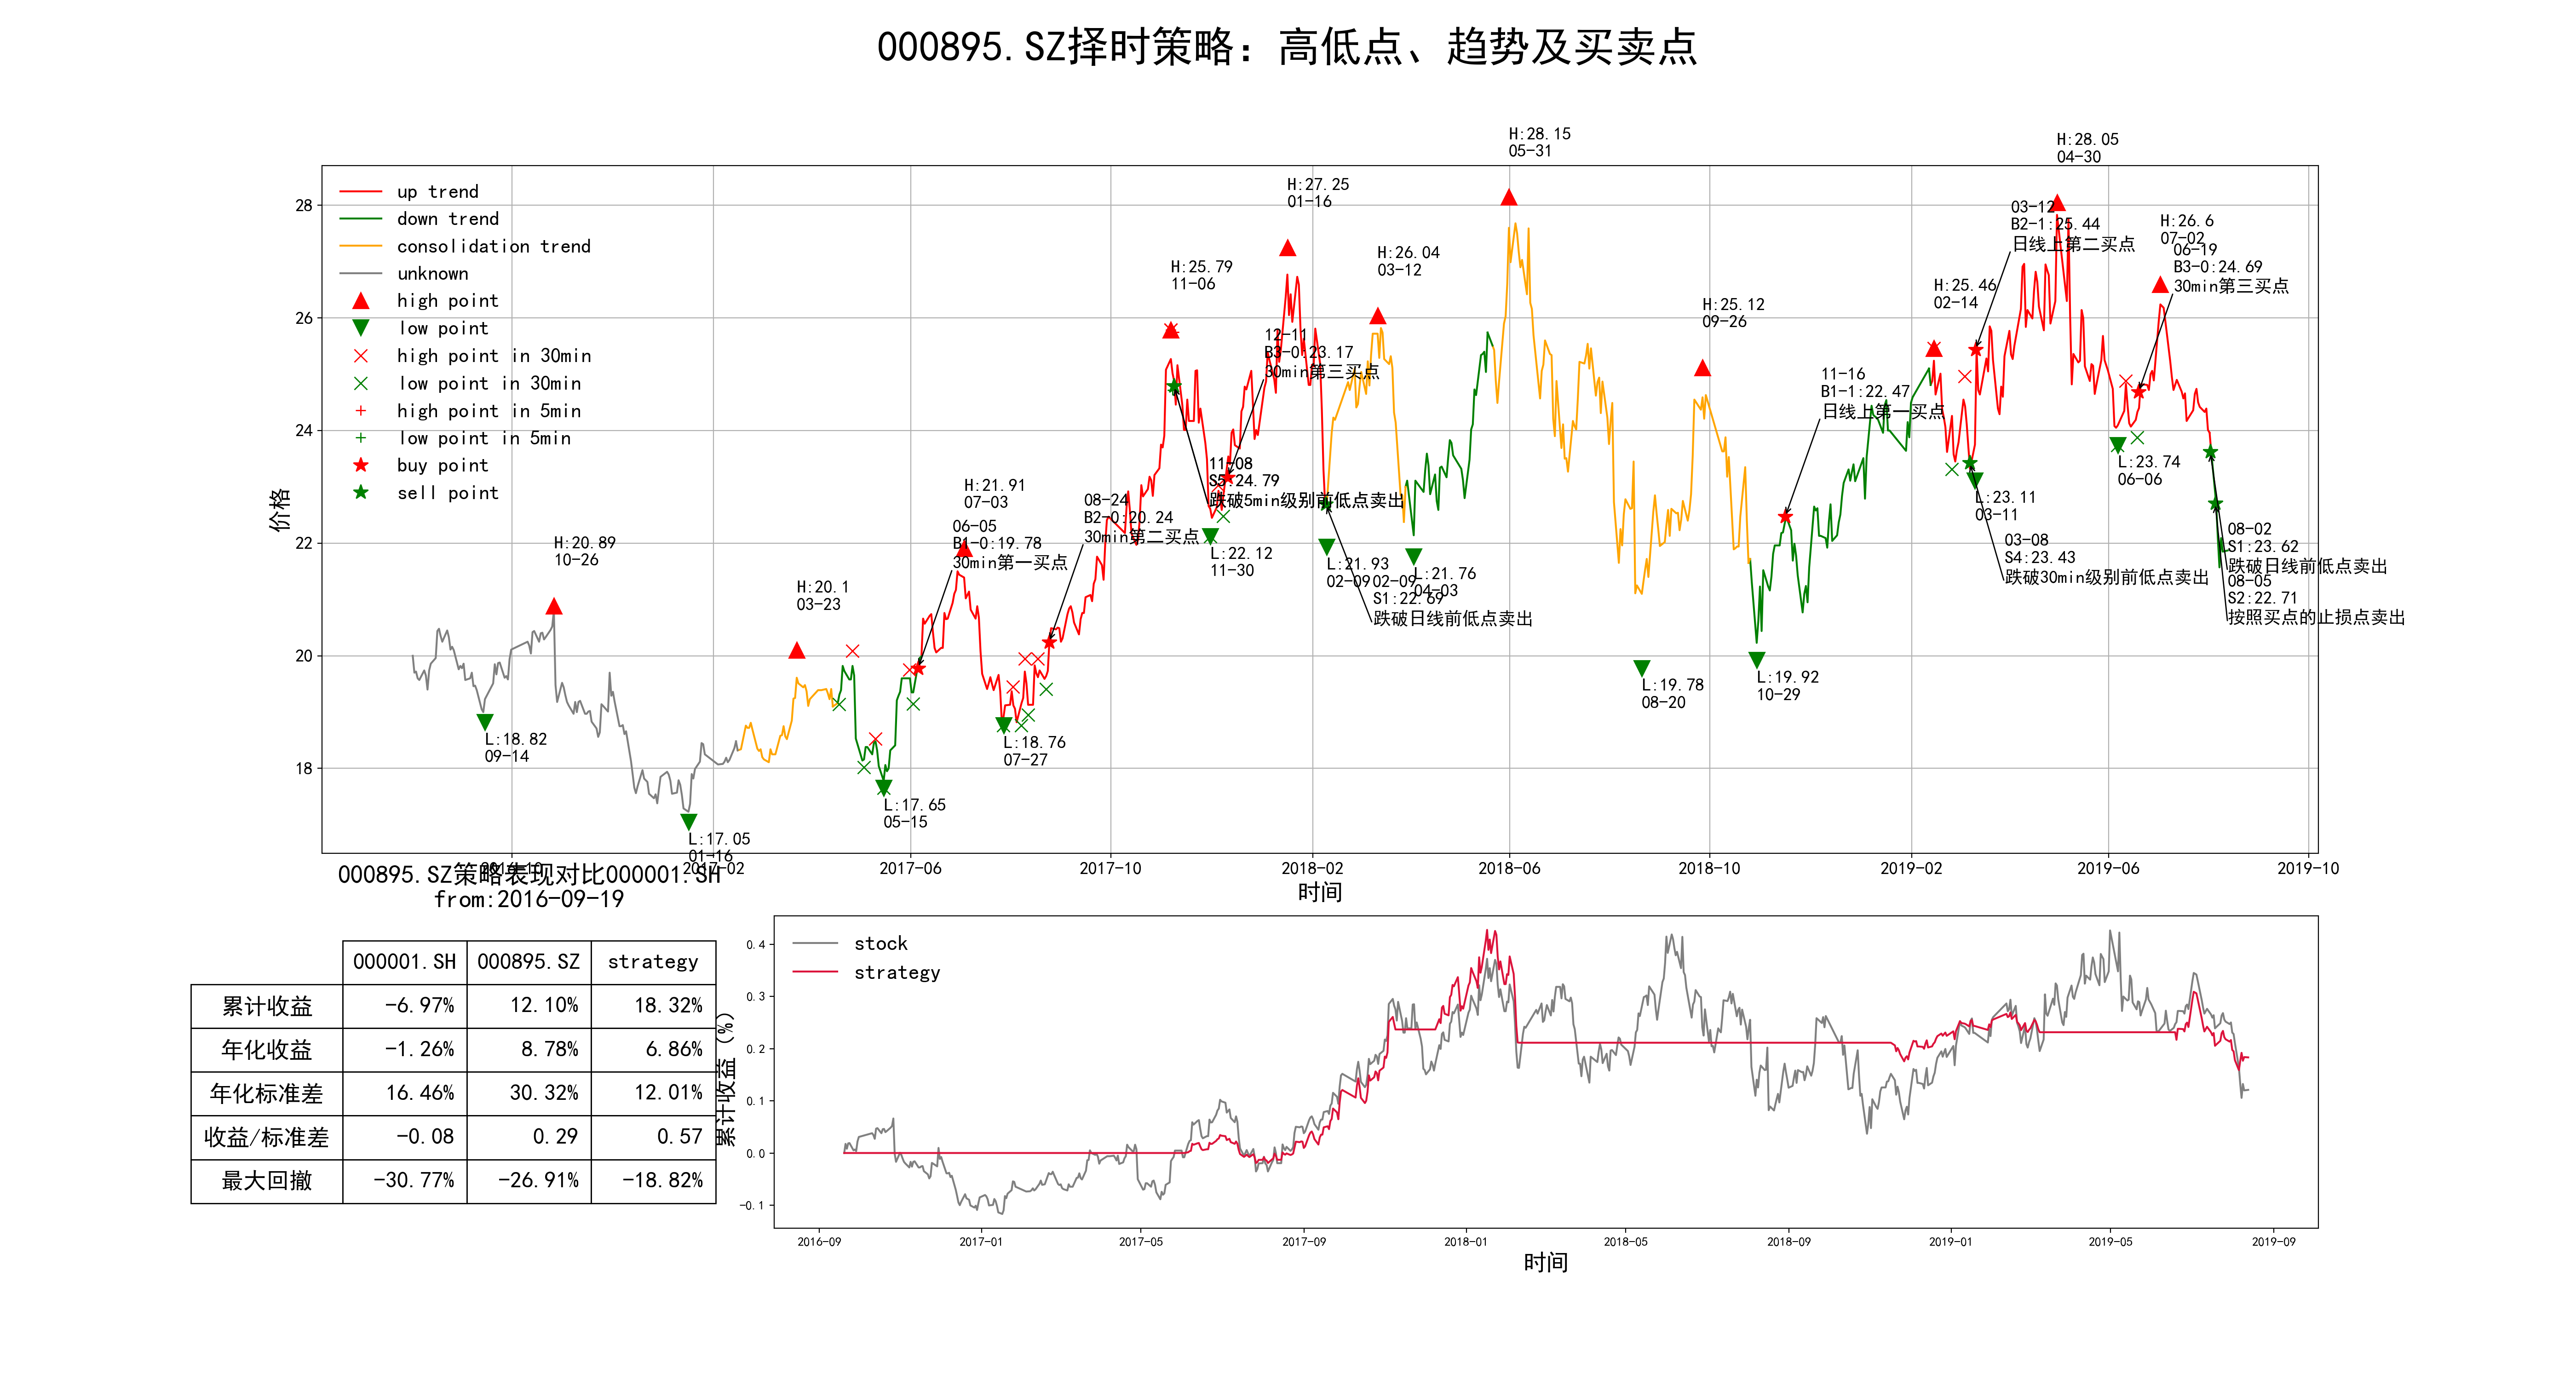 000895.SZ择时策略: 高低点、趋势及买卖点
H:28.15
05-31
H:28.05
04-30
H:27.25
01-16
up trend
down trend
consolidation trend
unknown
high point
low point
high point in 30min
low point in 30min
high point in 5min
low point in 5min
buy point
sell point
03-12
B2-1:25.44
日线上第二买点
H:26.6
07-02
06-19
B3-0:24.69
30min第三买点
H:26.04
03-12
H:25.79
11-06
H:25.46
02-14
H:25.12
09-26
12-11
B3-0:23.17
30min第三买点
11-16
B1-1:22.47
日线上第一买点
11-08
S5:24.79
跌破5min级别前低点卖出
H:21.91
07-03
08-24
B2-0:20.24
30min第二买点
06-05
B1-0:19.78
30min第一买点
H:20.89
10-26
H:20.1
03-23
L:22.12
11-30
L:21.93
02-09
02-09
S1:22.69
跌破日线前低点卖出
L:21.76
04-03
L:23.11
03-11
03-08
S4:23.43
跌破30min级别前低点卖出
L:23.74
06-06
08-02
S1:23.62
跌破日线前低点卖出
08-05
S2:22.71
按照买点的止损点卖出
L:19.78
08-20
L:19.92
10-29
L:18.82
09-14
L:18.76
07-27
L:17.65
05-15
L:17.05
01-16
价格
28
26
24
22
20
18
2016-10 2017-02 2017-06 2017-10 2018-02 2018-06 2018-10 2019-02 2019-06 2019-10
时间
000895.SZ策略表现对比000001.SH
from:2016-09-19
000001.SH 000895.SZ strategy
累计收益 -6.97% 12.10% 18.32%
年化收益 -1.26% 8.78% 6.86%
年化标准差 16.46% 30.32% 12.01%
收益/标准差 -0.08 0.29 0.57
最大回撤 -30.77% -26.91% -18.82%
stock
strategy
累计收益 (%)
0.4
0.3
0.2
0.1
0.0
-0.1
2016-09 2017-01 2017-05 2017-09 2018-01 2018-05 2018-09 2019-01 2019-05 2019-09
时间